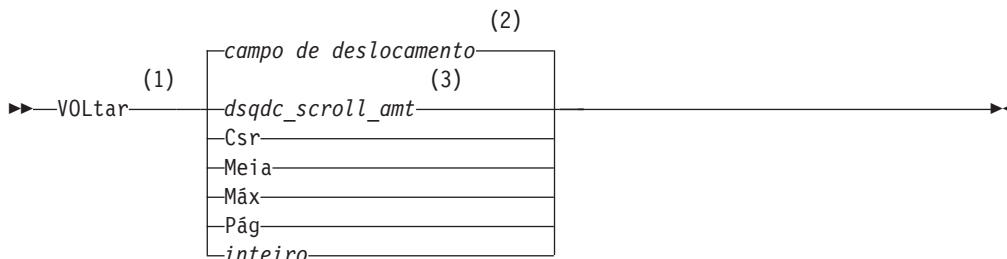 (2)
campo de deslocamento
(1) (3)
VOLtar dsqdc_scroll_amt
Csr
Meia
Máx
Pág
inteiro